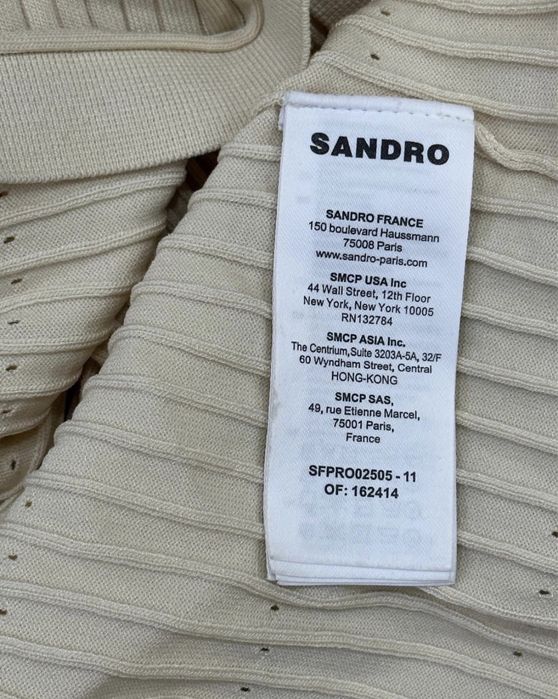 SANDRO
SANDRO FRANCE
150 boulevard Haussmann
75008 Paris
www.sandro-paris.com
SMCP USA Inc
44 Wall Street, 12th Floor
New York, New York 10005
RN132784
SMCP ASIA Inc.
The Centrium,Suite 3203A-5A, 32/F
60 Wyndham Street, Central
HONG-KONG
SMCP SAS,
49, rue Etienne Marcel,
75001 Paris,
France
SFPRO02505 - 11
OF: 162414